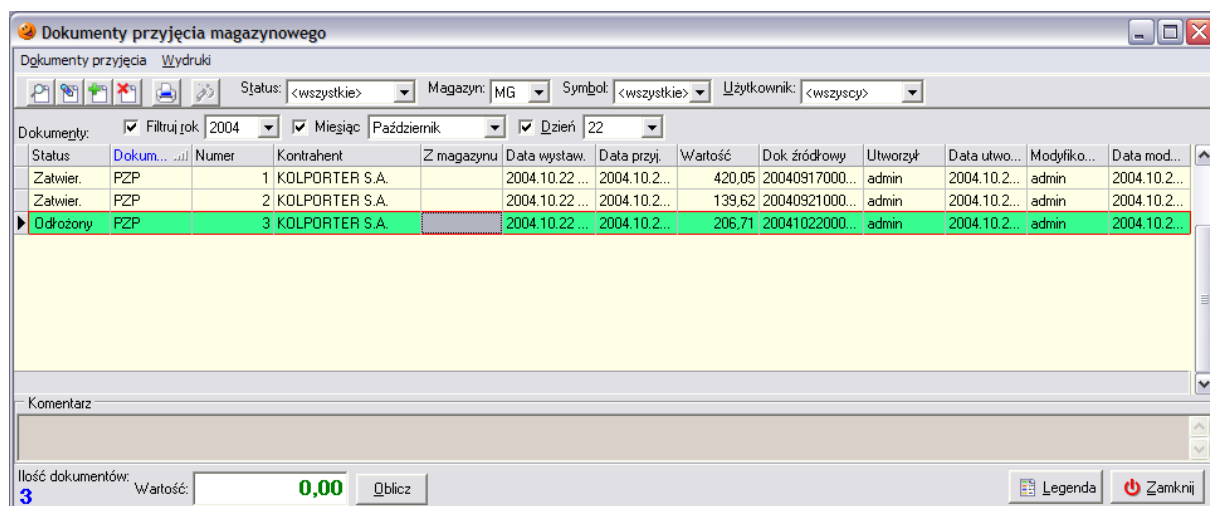 Dokumenty przyjęcia magazynowego
Dokumenty przyjęcia Wydruki
Status: <wszystkie> Magazyn: MG Symbol: <wszystkie> Użytkownik: <wszyscy>
Dokumenty: Filtruj rok 2004 Miesiąc Październik Dzień 22
Status Dokum... Numer Kontrahent Z magazynu Data wystaw. Data przyj. Wartość Dok źródłowy Utworzył Data utwo... Modyfiko... Data mod...
Zatwier. PZP 1 KOLPORTER S.A. 2004.10.22 ... 2004.10.2... 420,05 20040917000... admin 2004.10.2... admin 2004.10.2...
Zatwier. PZP 2 KOLPORTER S.A. 2004.10.22 ... 2004.10.2... 139,62 20040921000... admin 2004.10.2... admin 2004.10.2...
Odłożony PZP 3 KOLPORTER S.A. 2004.10.22 ... 2004.10.2... 206,71 20041022000... admin 2004.10.2... admin 2004.10.2...
Komentarz
Ilość dokumentów:
3 Wartość: 0,00 Oblicz Legenda Zamknij